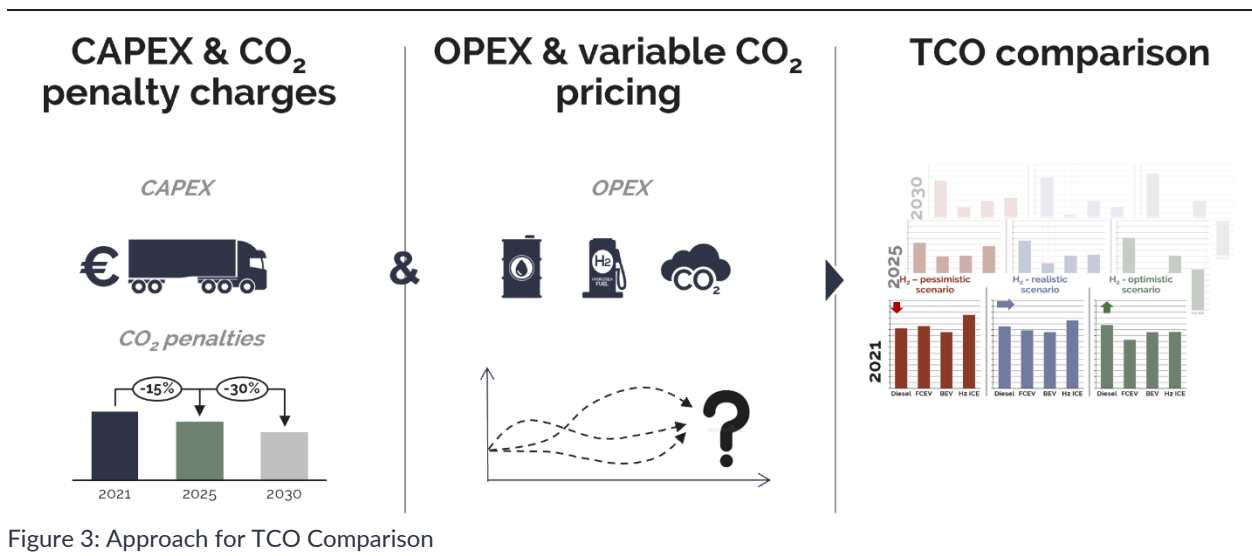 CAPEX & CO₂
penalty charges
CAPEX
€
CO₂ penalties
-15%
-30%
2021
2025
2030
&
OPEX & variable CO₂
pricing
OPEX
H2
HYDROGEN
FUEL
CO₂
?
TCO comparison
2030
2025
H₂ – pessimistic
scenario
H₂ - realistic
scenario
H₂ - optimistic
scenario
H2 ICE
2021
Diesel FCEV BEV H2 ICE
Diesel FCEV BEV H2 ICE
Diesel FCEV BEV H2 ICE
Figure 3: Approach for TCO Comparison